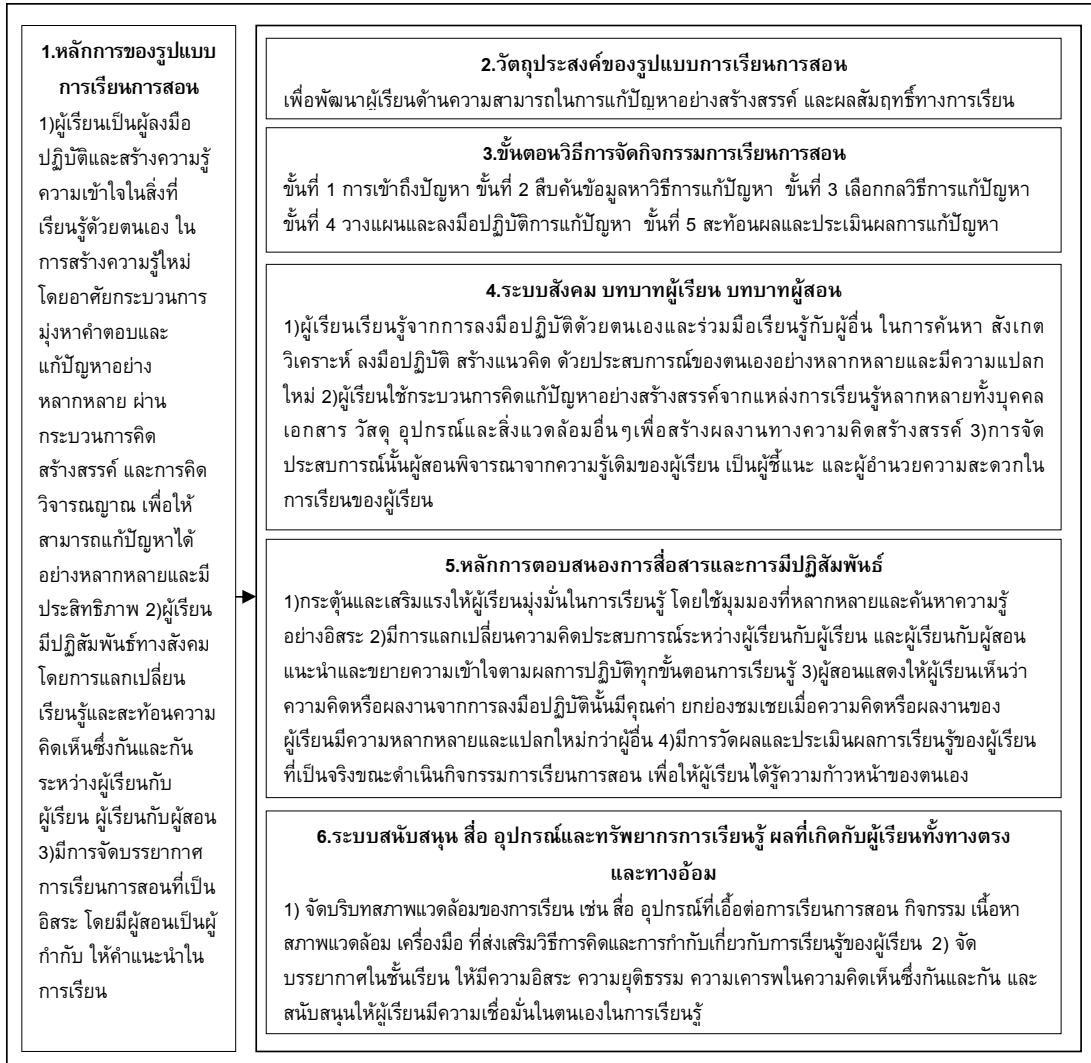 1.หลักการของรูปแบบ
การเรียนการสอน
1)ผู้เรียนเป็นผู้ลงมือ
ปฏิบัติและสร้างความรู้
ความเข้าใจในสิ่งที่
เรียนรู้ด้วยตนเอง ใน
การสร้างความรู้ใหม่
โดยอาศัยกระบวนการ
มุ่งหาคำตอบและ
แก้ปัญหาอย่าง
หลากหลาย ผ่าน
กระบวนการคิด
สร้างสรรค์ และการคิด
วิจารณญาณ เพื่อให้
สามารถแก้ปัญหาได้
อย่างหลากหลายและมี
ประสิทธิภาพ 2)ผู้เรียน
มีปฏิสัมพันธ์ทางสังคม
โดยการแลกเปลี่ยน
เรียนรู้และสะท้อนความ
คิดเห็นซึ่งกันและกัน
ระหว่างผู้เรียนกับ
ผู้เรียน ผู้เรียนกับผู้สอน
3)มีการจัดบรรยากาศ
การเรียนการสอนที่เป็น
อิสระ โดยมีผู้สอนเป็นผู้
กำกับ ให้คำแนะนำใน
การเรียน
2.วัตถุประสงค์ของรูปแบบการเรียนการสอน
เพื่อพัฒนาผู้เรียนด้านความสามารถในการแก้ปัญหาอย่างสร้างสรรค์ และผลสัมฤทธิ์ทางการเรียน
3.ขั้นตอนวิธีการจัดกิจกรรมการเรียนการสอน
ขั้นที่ 1 การเข้าถึงปัญหา ขั้นที่ 2 สืบค้นข้อมูลหาวิธีการแก้ปัญหา ขั้นที่ 3 เลือกกลวิธีการแก้ปัญหา
ขั้นที่ 4 วางแผนและลงมือปฏิบัติการแก้ปัญหา ขั้นที่ 5 สะท้อนผลและประเมินผลการแก้ปัญหา
4.ระบบสังคม บทบาทผู้เรียน บทบาทผู้สอน
1)ผู้เรียนเรียนรู้จากการลงมือปฏิบัติด้วยตนเองและร่วมมือเรียนรู้กับผู้อื่น ในการค้นหา สังเกต
วิเคราะห์ ลงมือปฏิบัติ สร้างแนวคิด ด้วยประสบการณ์ของตนเองอย่างหลากหลายและมีความแปลก
ใหม่ 2)ผู้เรียนใช้กระบวนการคิดแก้ปัญหาอย่างสร้างสรรค์จากแหล่งการเรียนรู้หลากหลายทั้งบุคคล
เอกสาร วัสดุ อุปกรณ์และสิ่งแวดล้อมอื่นๆเพื่อสร้างผลงานทางความคิดสร้างสรรค์ 3)การจัด
ประสบการณ์นั้นผู้สอนพิจารณาจากความรู้เดิมของผู้เรียน เป็นผู้ชี้แนะ และผู้อำนวยความสะดวกใน
การเรียนของผู้เรียน
5.หลักการตอบสนองการสื่อสารและการมีปฏิสัมพันธ์
1)กระตุ้นและเสริมแรงให้ผู้เรียนมุ่งมั่นในการเรียนรู้ โดยใช้มุมมองที่หลากหลายและค้นหาความรู้
อย่างอิสระ 2)มีการแลกเปลี่ยนความคิดประสบการณ์ระหว่างผู้เรียนกับผู้เรียน และผู้เรียนกับผู้สอน
แนะนำและขยายความเข้าใจตามผลการปฏิบัติทุกขั้นตอนการเรียนรู้ 3)ผู้สอนแสดงให้ผู้เรียนเห็นว่า
ความคิดหรือผลงานจากการลงมือปฏิบัตินั้นมีคุณค่า ยกย่องชมเชยเมื่อความคิดหรือผลงานของ
ผู้เรียนมีความหลากหลายและแปลกใหม่กว่าผู้อื่น 4)มีการวัดผลและประเมินผลการเรียนรู้ของผู้เรียน
ที่เป็นจริงขณะดำเนินกิจกรรมการเรียนการสอน เพื่อให้ผู้เรียนได้รู้ความก้าวหน้าของตนเอง
6.ระบบสนับสนุน สื่อ อุปกรณ์และทรัพยากรการเรียนรู้ ผลที่เกิดกับผู้เรียนทั้งทางตรง
และทางอ้อม
1) จัดบริบทสภาพแวดล้อมของการเรียน เช่น สื่อ อุปกรณ์ที่เอื้อต่อการเรียนการสอน กิจกรรม เนื้อหา
สภาพแวดล้อม เครื่องมือ ที่ส่งเสริมวิธีการคิดและการกำกับเกี่ยวกับการเรียนรู้ของผู้เรียน 2) จัด
บรรยากาศในชั้นเรียน ให้มีความอิสระ ความยุติธรรม ความเคารพในความคิดเห็นซึ่งกันและกัน และ
สนับสนุนให้ผู้เรียนมีความเชื่อมั่นในตนเองในการเรียนรู้